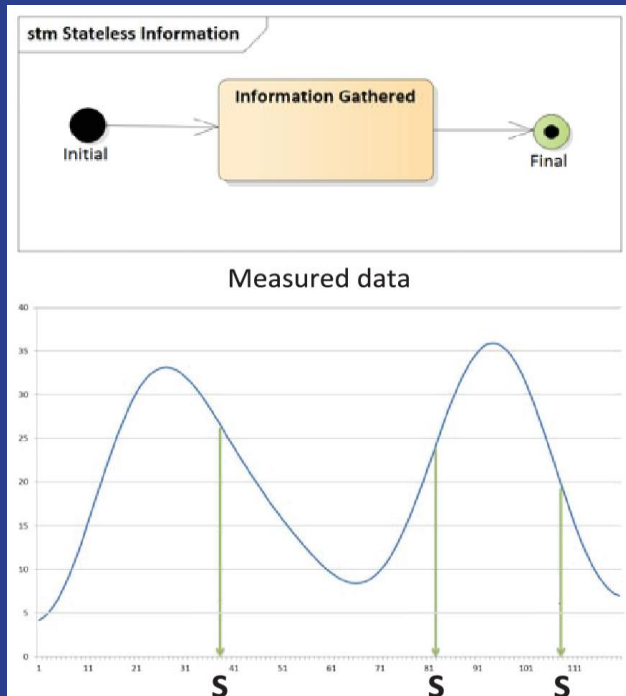 stm Stateless Information
Information Gathered
Initial
Final
Measured data
40
35
30
25
20
15
10
5
0
1 11 21 31 41 51 61 71 81 91 101 111
S S S